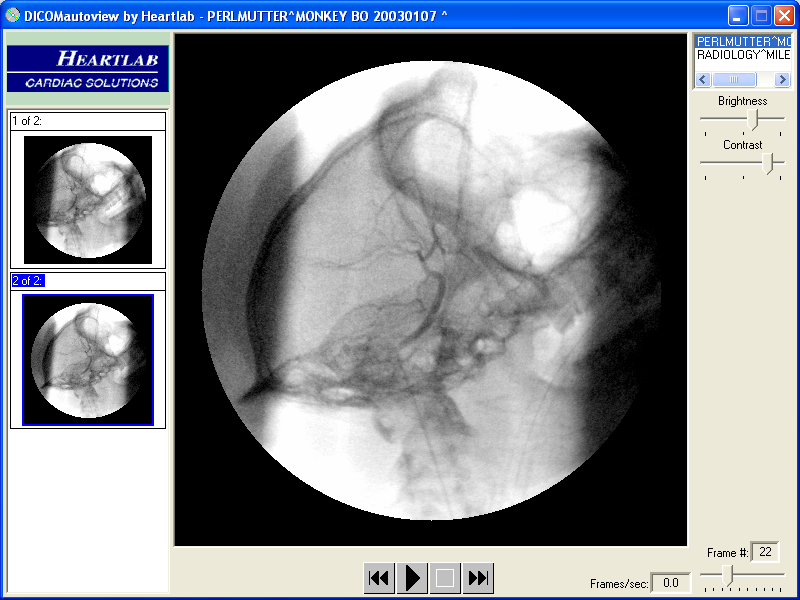 DICOMautoview by Heartlab - PERLMUTTER^MONKEY BO 20030107 ^
HEARTLAB
CARDIAC SOLUTIONS
PERLMUTTER^MO
RADIOLOGY^MILE
Brightness
Contrast
1 of 2:
2 of 2:
Frame #: 22
Frames/sec: 0.0